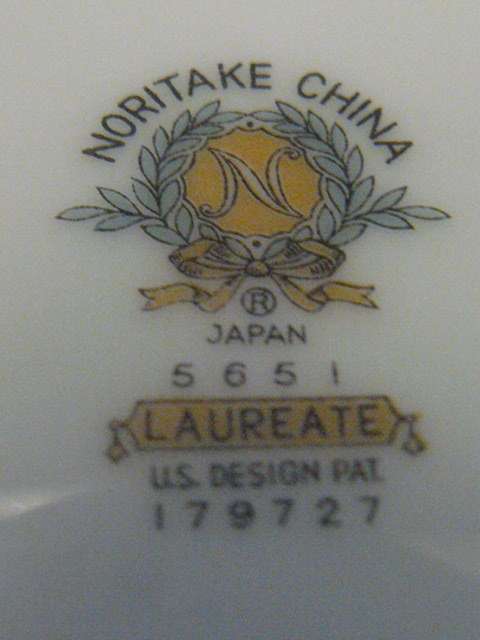 NORITAKE CHINA
N
®
JAPAN
5651
LAUREATE
U.S. DESIGN PAT.
179727